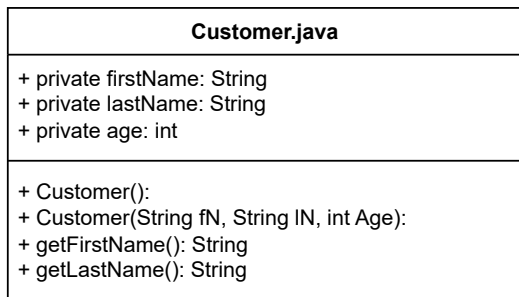 Customer.java
+ private firstName: String
+ private lastName: String
+ private age: int
+ Customer():
+ Customer(String fN, String lN, int Age):
+ getFirstName(): String
+ getLastName(): String